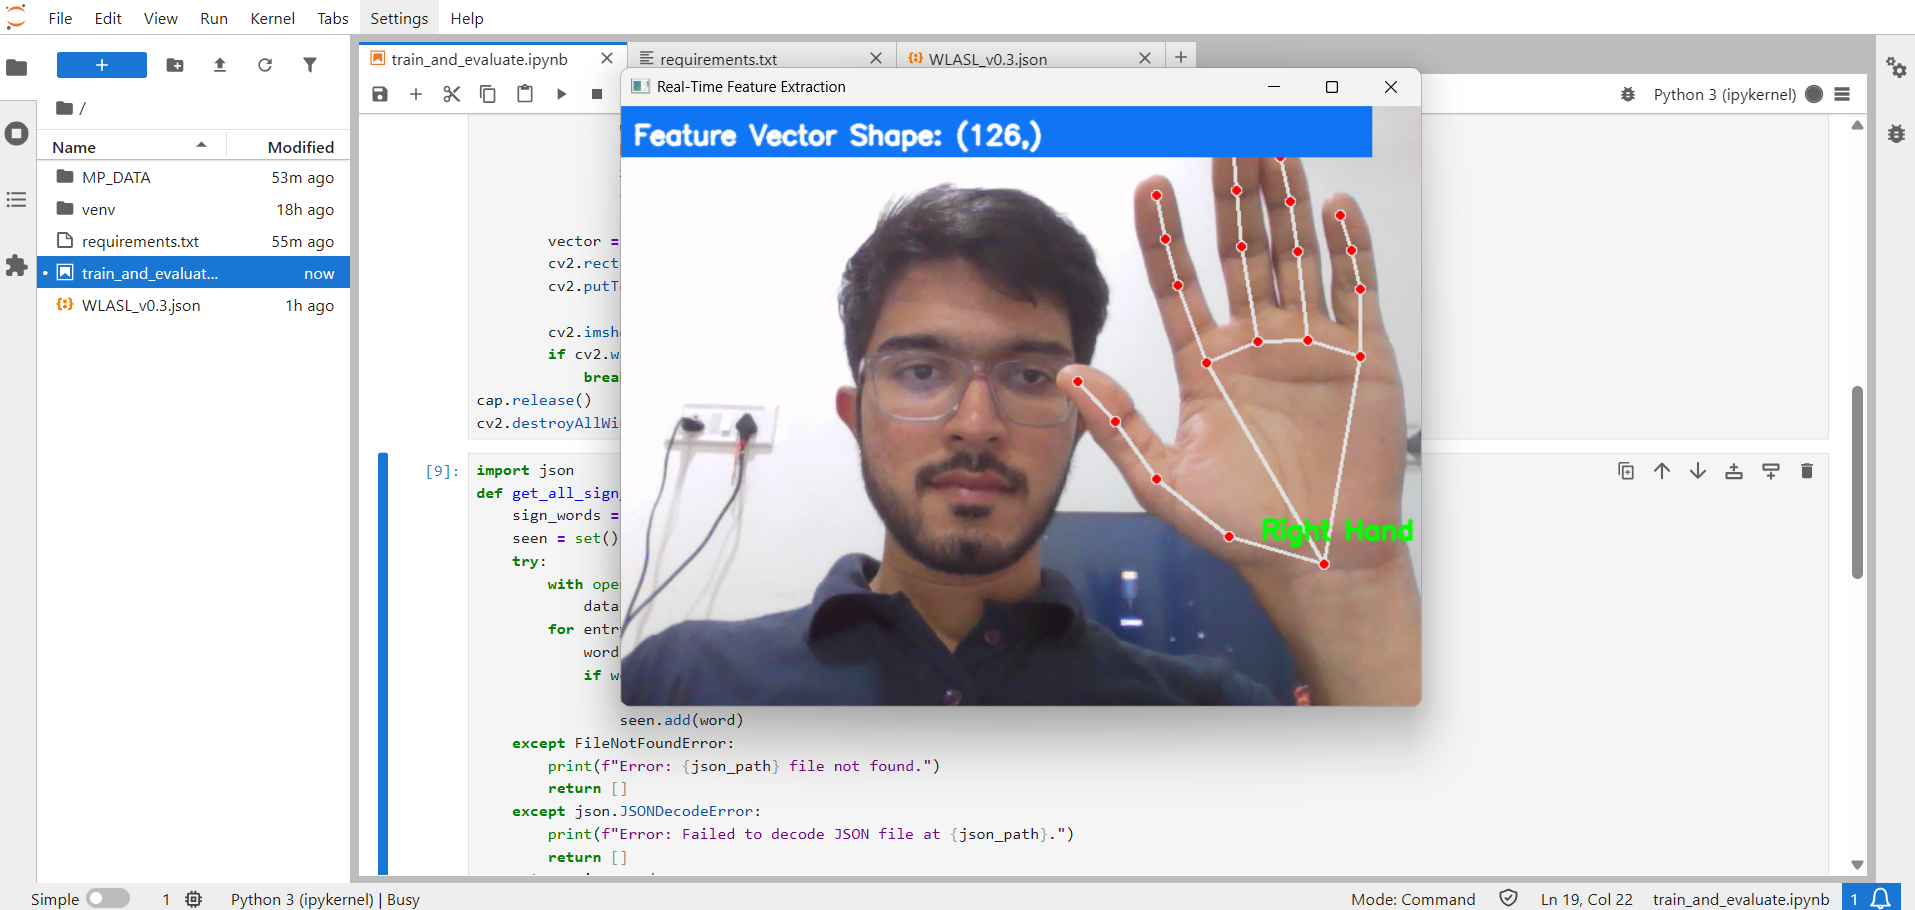 File Edit View Run Kernel Tabs Settings Help
train_and_evaluate.ipynb
requirements.txt
WLASL_v0.3.json
Python 3 (ipykernel)
/
Name Modified
MP_DATA 53m ago
venv 18h ago
requirements.txt 55m ago
train_and_evaluat... now
WLASL_v0.3.json 1h ago
Real-Time Feature Extraction
Feature Vector Shape: (126,)
Right Hand
vector =
cv2.rect
cv2.putT
cv2.imsh
if cv2.w
brea
cap.release()
cv2.destroyAllWi
[9]:
import json
def get_all_sign_
sign_words =
seen = set()
try:
with ope
data
for entr
word
if w
seen.add(word)
except FileNotFoundError:
print(f"Error: {json_path} file not found.")
return []
except json.JSONDecodeError:
print(f"Error: Failed to decode JSON file at {json_path}.")
return []
Simple 1 Python 3 (ipykernel) | Busy
Mode: Command Ln 19, Col 22 train_and_evaluate.ipynb 1